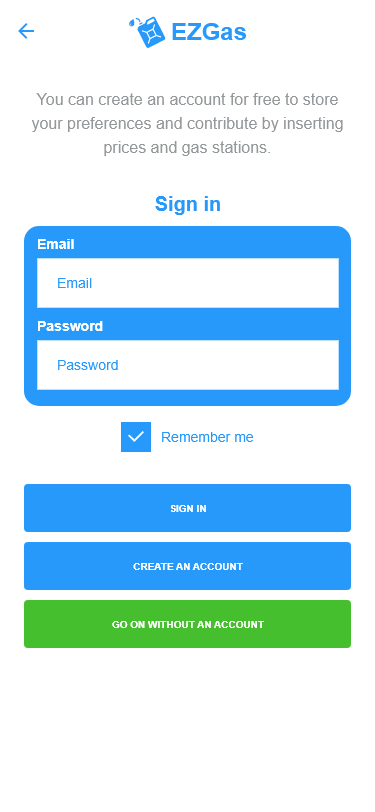 EZGas
You can create an account for free to store
your preferences and contribute by inserting
prices and gas stations.
Sign in
Email
Email
Password
Password
Remember me
SIGN IN
CREATE AN ACCOUNT
GO ON WITHOUT AN ACCOUNT